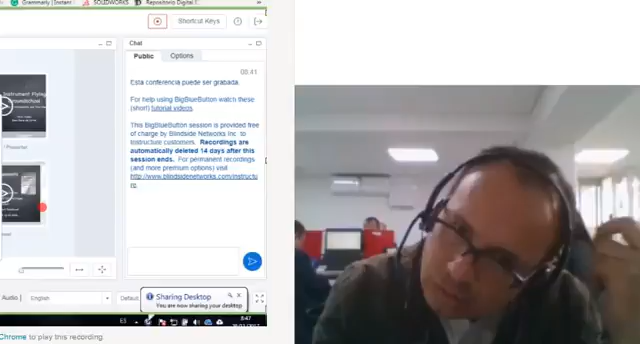 Grammarly | Instant
SOLIDWORKS
Repositorio Digital
Shortcut Keys
Chat
Public
Options
08:41
Esta conferencia puede ser grabada.
For help using BigBlueButton watch these
(short) tutorial videos.
This BigBlueButton session is provided free
of charge by Blindside Networks Inc. to
Instructure customers. Recordings are
automatically deleted 14 days after this
session ends. For permanent recordings
(and more premium options) visit
http://www.blindsidenetworks.com/instructu
re.
Instrument Flying
Groundschool
Audio
English
Default
Sharing Desktop
You are now sharing your desktop
ES
8:47
Chrome to play this recording.